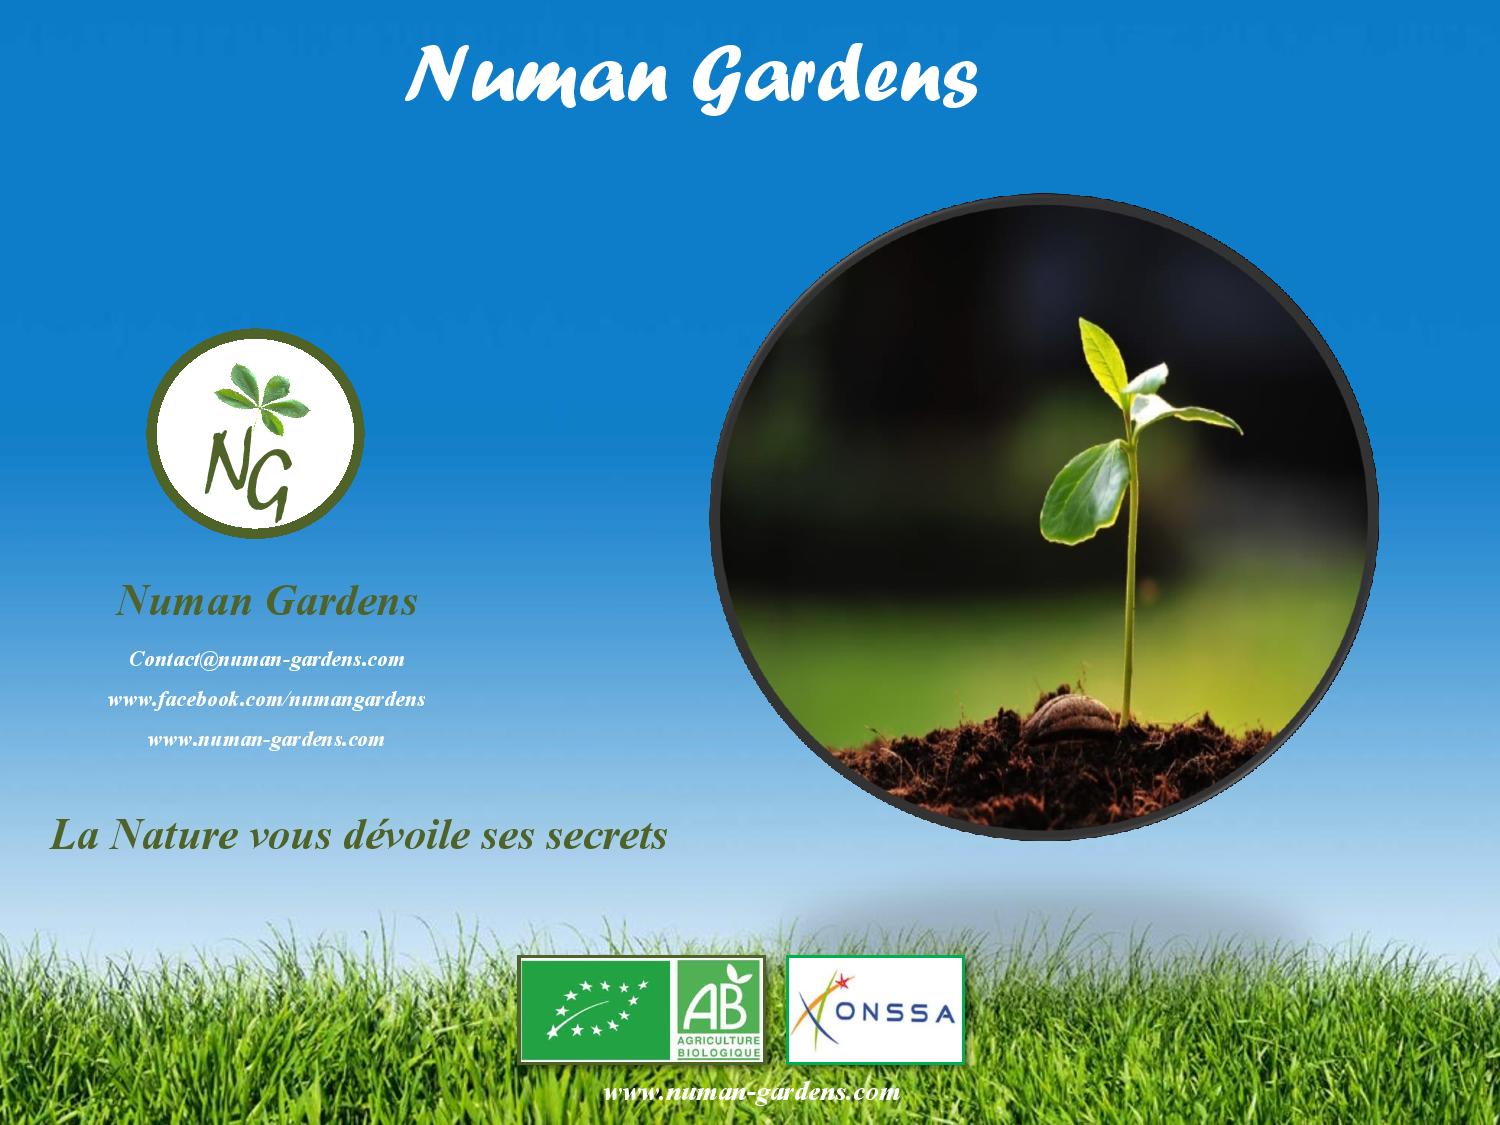 Numan Gardens
NG
Numan Gardens
Contact@numan-gardens.com
www.facebook.com/numangardens
www.numan-gardens.com
La Nature vous dévoile ses secrets
AB
AGRICULTURE
BIOLOGIQUE
ONSSA
www.numan-gardens.com